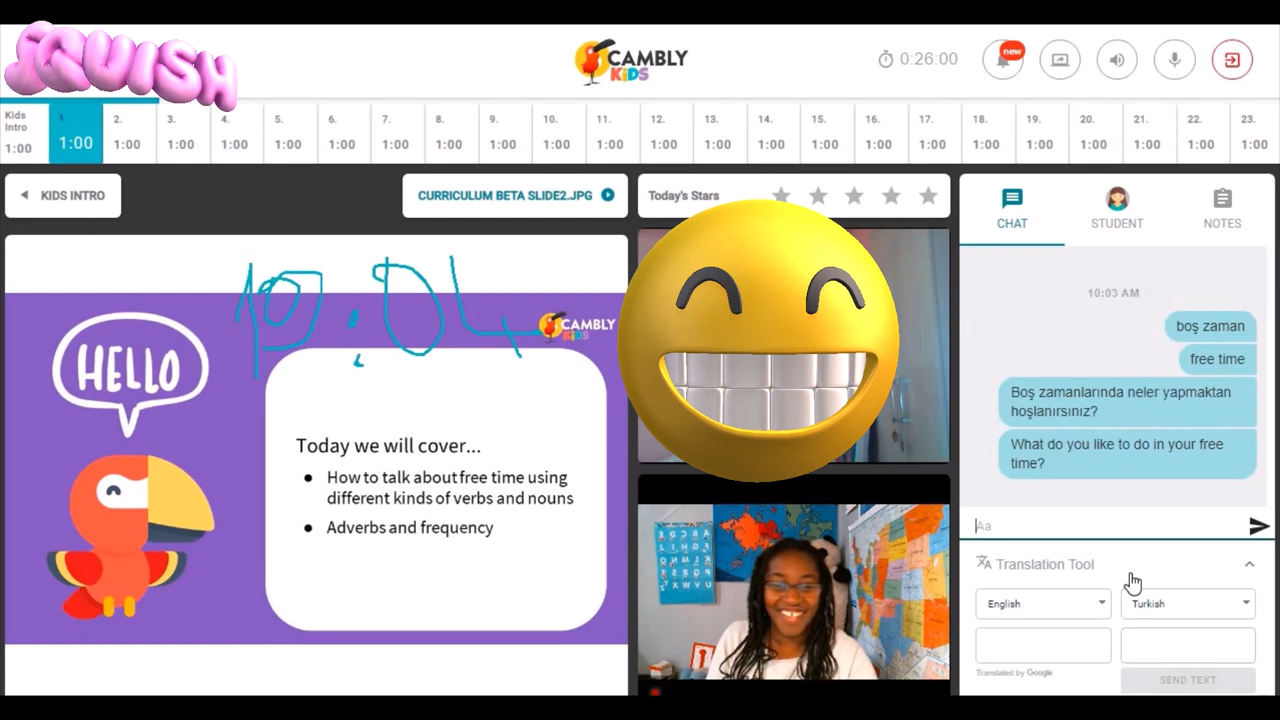 SQUISH
CAMBLY
KiDS
0:26:00
new
Kids Intro 1:00
1. 1:00
2. 1:00
3. 1:00
4. 1:00
5. 1:00
6. 1:00
7. 1:00
8. 1:00
9. 1:00
10. 1:00
11. 1:00
12. 1:00
13. 1:00
14. 1:00
15. 1:00
16. 1:00
17. 1:00
18. 1:00
19. 1:00
20. 1:00
21. 1:00
22. 1:00
23. 1:00
KIDS INTRO
CURRICULUM BETA SLIDE2.JPG
Today's Stars
10:04
CAMBLY
KiDS
HELLO
Today we will cover...
● How to talk about free time using
different kinds of verbs and nouns
● Adverbs and frequency
CHAT
STUDENT
NOTES
10:03 AM
boş zaman
free time
Boş zamanlarında neler yapmaktan
hoşlanırsınız?
What do you like to do in your free
time?
Aa
Translation Tool
English
Turkish
Translated by Google
SEND TEXT